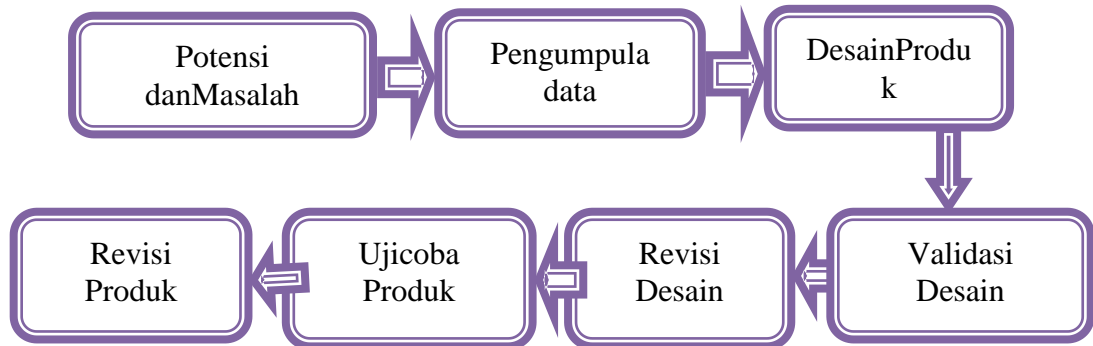 Potensi
danMasalah
Pengumpula
data
DesainProdu
k
Validasi
Desain
Revisi
Desain
Ujicoba
Produk
Revisi
Produk